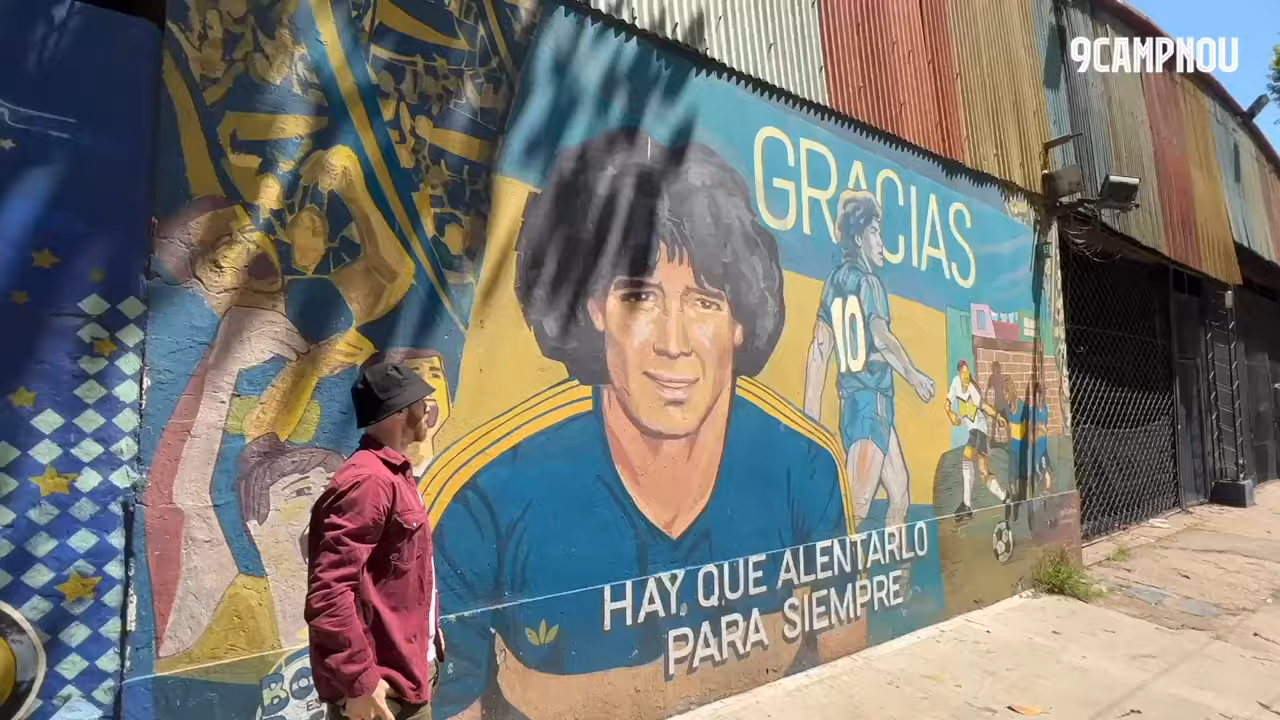 9CAMPNOU
GRACIAS
10
HAY QUE ALENTARLO
PARA SIEMPRE